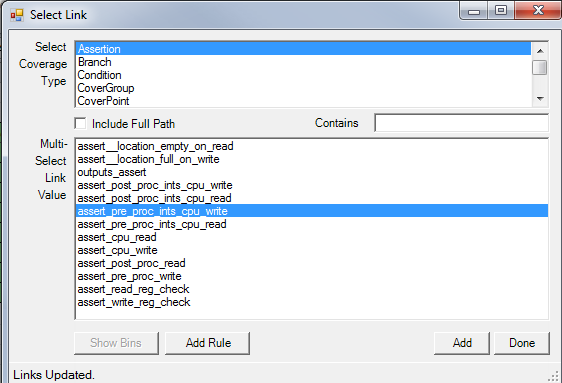 Select Link
Select
Coverage
Type
Assertion
Branch
Condition
CoverGroup
CoverPoint
Include Full Path
Contains
Multi-
Select
Link
Value
assert__location_empty_on_read
assert__location_full_on_write
outputs_assert
assert_post_proc_ints_cpu_write
assert_post_proc_ints_cpu_read
assert_pre_proc_ints_cpu_write
assert_pre_proc_ints_cpu_read
assert_cpu_read
assert_cpu_write
assert_post_proc_read
assert_pre_proc_write
assert_read_reg_check
assert_write_reg_check
Show Bins
Add Rule
Add
Done
Links Updated.